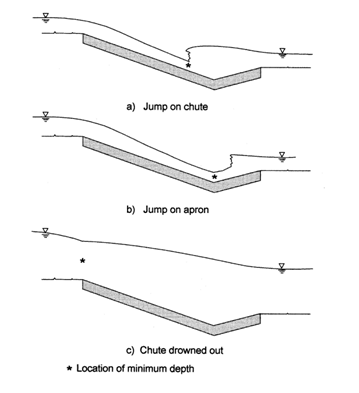 a) Jump on chute
b) Jump on apron
c) Chute drowned out
* Location of minimum depth